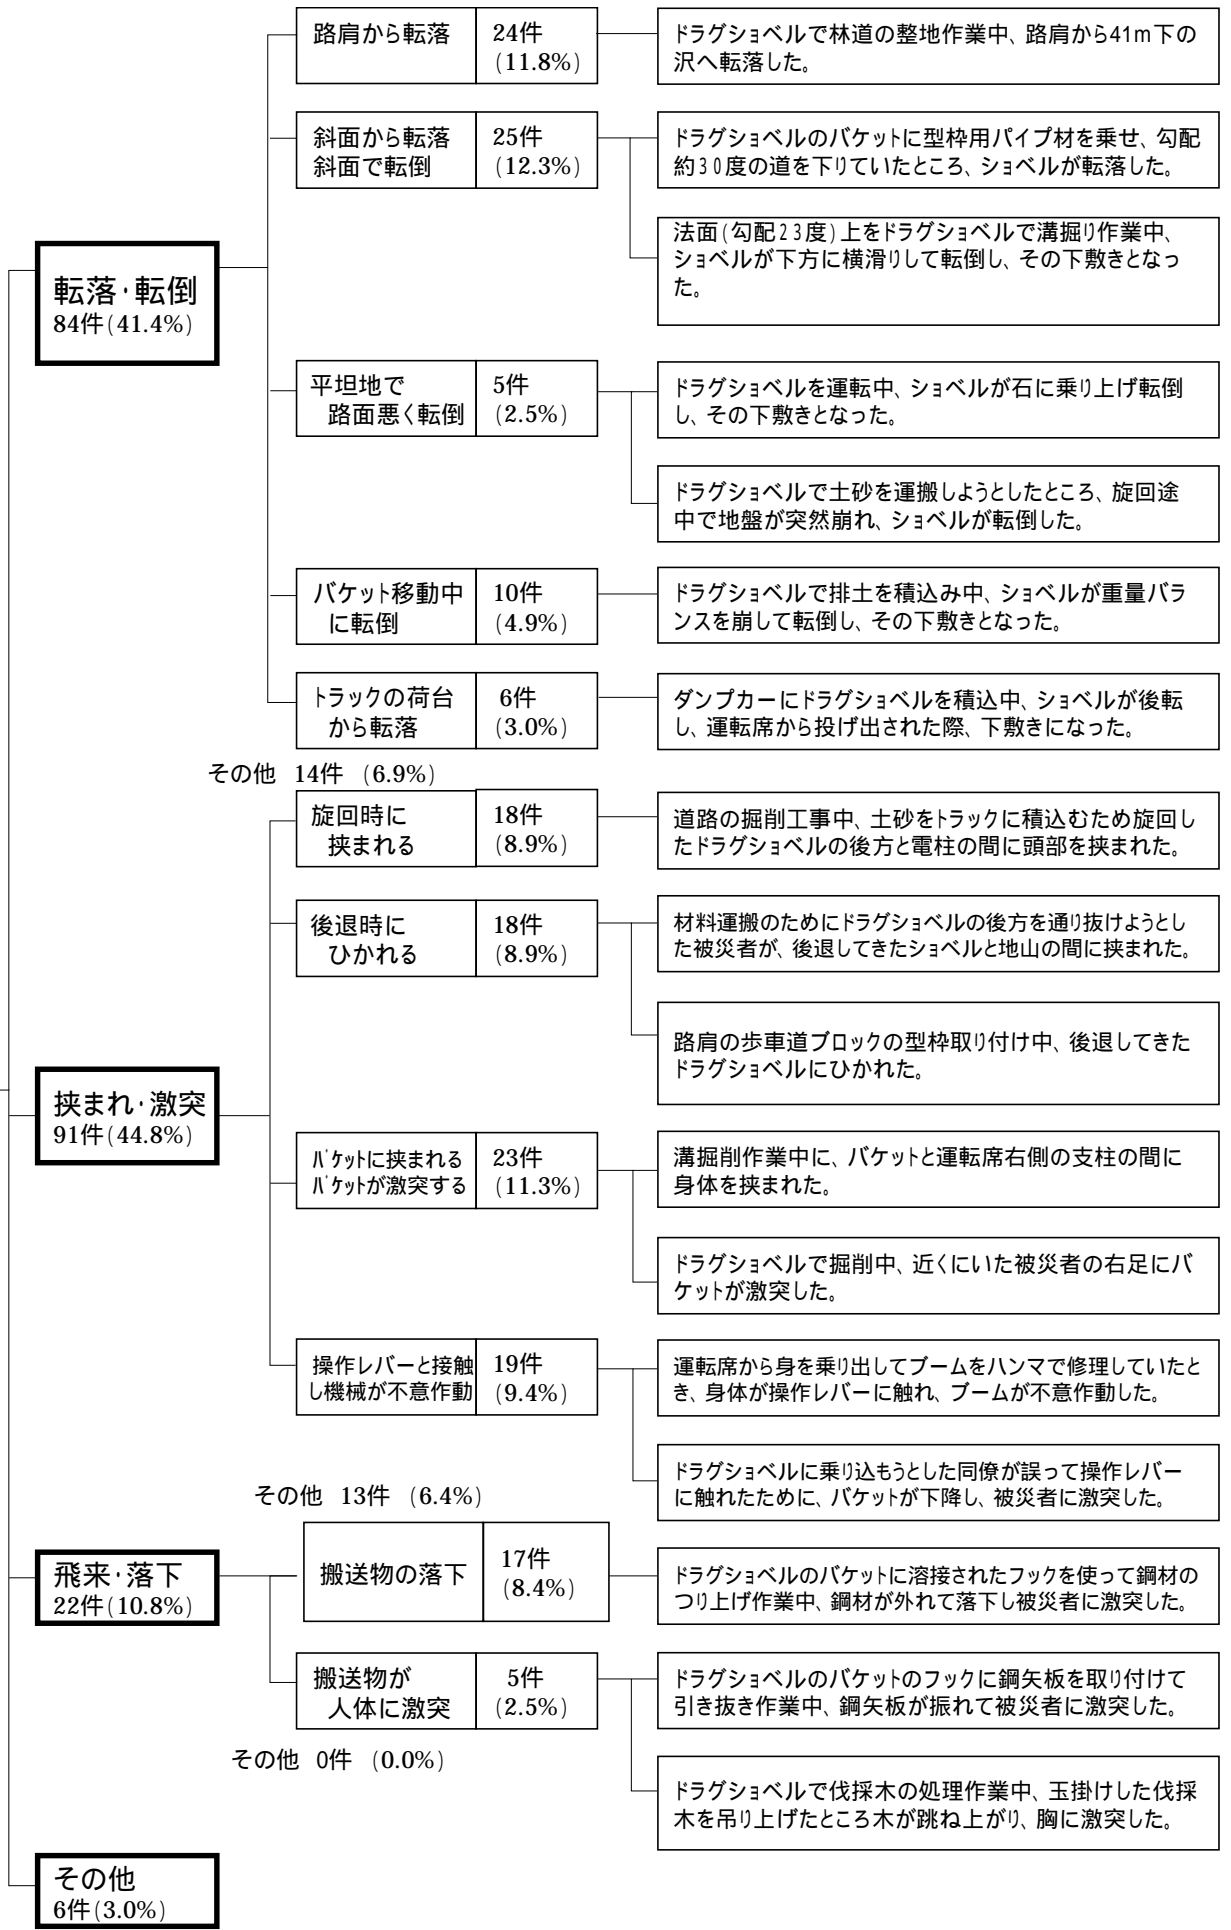 転落・転倒
84件(41.4%)
路肩から転落
24件
(11.8%)
ドラグショベルで林道の整地作業中、路肩から41m下の
沢へ転落した。
斜面から転落
斜面で転倒
25件
(12.3%)
ドラグショベルのバケットに型枠用パイプ材を乗せ、勾配
約30度の道を下りていたところ、ショベルが転落した。
法面(勾配23度)上をドラグショベルで溝掘り作業中、
ショベルが下方に横滑りして転倒し、その下敷きとなっ
た。
平坦地で
路面悪く転倒
5件
(2.5%)
ドラグショベルを運転中、ショベルが石に乗り上げ転倒
し、その下敷きとなった。
ドラグショベルで土砂を運搬しようとしたところ、旋回途
中で地盤が突然崩れ、ショベルが転倒した。
バケット移動中
に転倒
10件
(4.9%)
ドラグショベルで排土を積込み中、ショベルが重量バラ
ンスを崩して転倒し、その下敷きとなった。
トラックの荷台
から転落
6件
(3.0%)
ダンプカーにドラグショベルを積込中、ショベルが後転
し、運転席から投げ出された際、下敷きになった。
その他 14件 (6.9%)
挟まれ・激突
91件(44.8%)
旋回時に
挟まれる
18件
(8.9%)
道路の掘削工事中、土砂をトラックに積込むため旋回し
たドラグショベルの後方と電柱の間に頭部を挟まれた。
後退時に
ひかれる
18件
(8.9%)
材料運搬のためにドラグショベルの後方を通り抜けようとし
た被災者が、後退してきたショベルと地山の間に挟まれた。
路肩の歩車道ブロックの型枠取り付け中、後退してきた
ドラグショベルにひかれた。
バケットに挟まれる
バケットが激突する
23件
(11.3%)
溝掘削作業中に、バケットと運転席右側の支柱の間に
身体を挟まれた。
ドラグショベルで掘削中、近くにいた被災者の右足にバ
ケットが激突した。
操作レバーと接触
し機械が不意作動
19件
(9.4%)
運転席から身を乗り出してブームをハンマで修理していたと
き、身体が操作レバーに触れ、ブームが不意作動した。
ドラグショベルに乗り込もうとした同僚が誤って操作レバー
に触れたために、バケットが下降し、被災者に激突した。
その他 13件 (6.4%)
飛来・落下
22件(10.8%)
搬送物の落下
17件
(8.4%)
ドラグショベルのバケットに溶接されたフックを使って鋼材の
つり上げ作業中、鋼材が外れて落下し被災者に激突した。
搬送物が
人体に激突
5件
(2.5%)
ドラグショベルのバケットのフックに鋼矢板を取り付けて
引き抜き作業中、鋼矢板が振れて被災者に激突した。
その他 0件 (0.0%)
ドラグショベルで伐採木の処理作業中、玉掛けした伐採
木を吊り上げたところ木が跳ね上がり、胸に激突した。
その他
6件(3.0%)